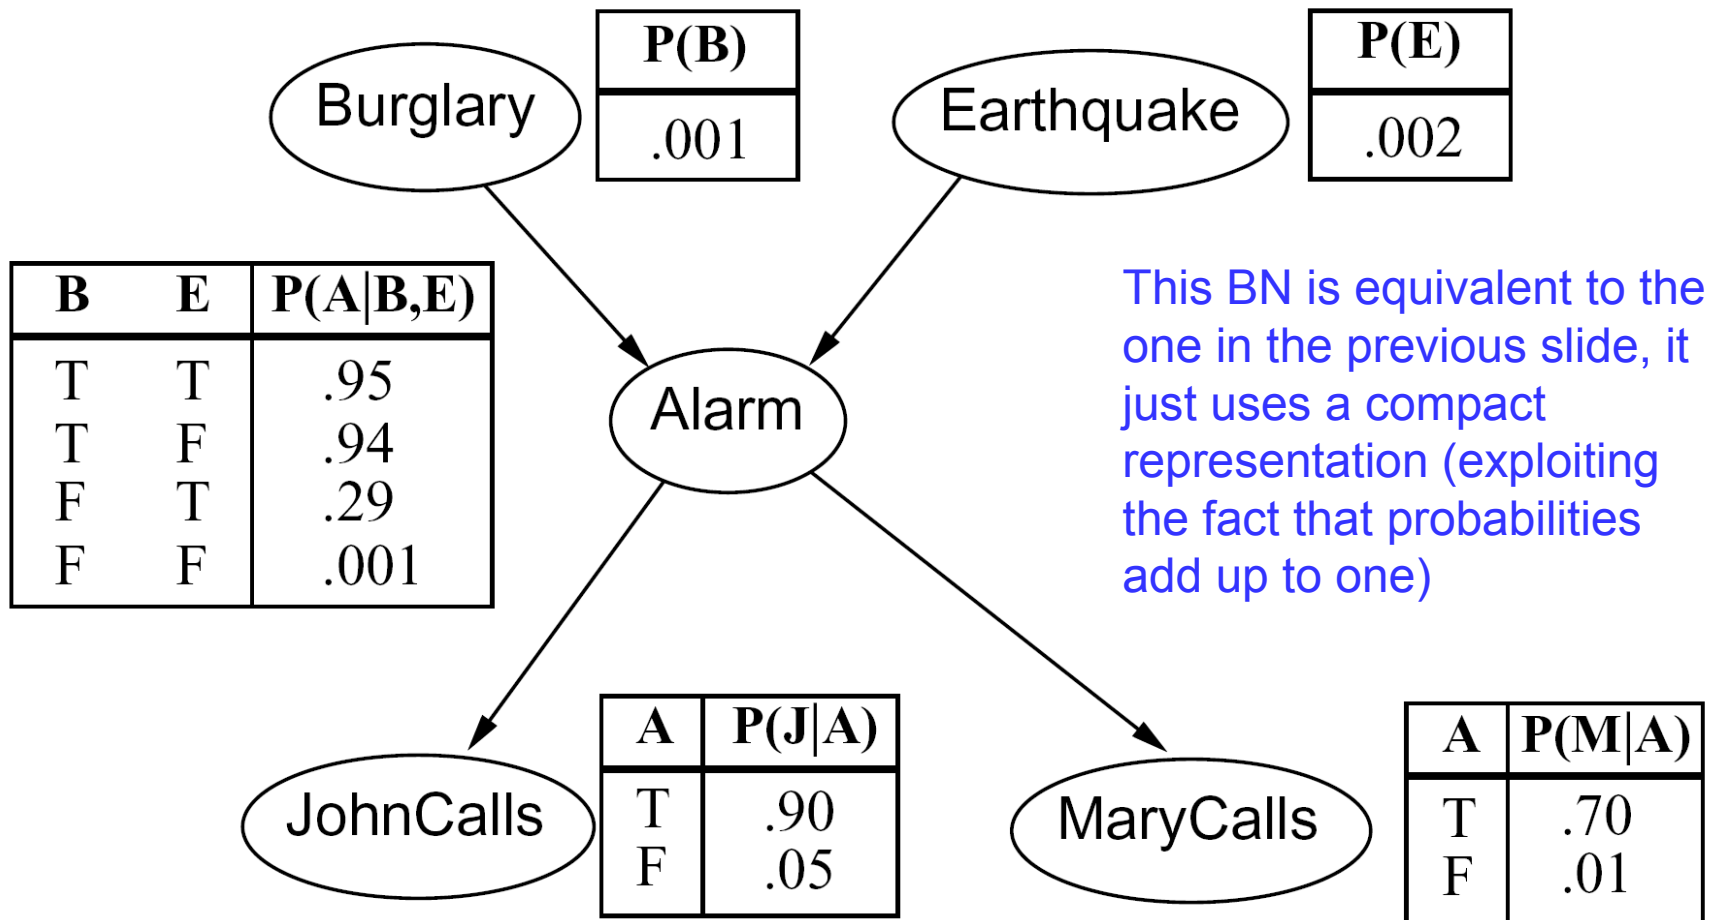 Burglary
P(B)
.001
Earthquake
P(E)
.002
B E P(A|B,E)
T T .95
T F .94
F T .29
F F .001
Alarm
This BN is equivalent to the
one in the previous slide, it
just uses a compact
representation (exploiting
the fact that probabilities
add up to one)
JohnCalls
A P(J|A)
T .90
F .05
MaryCalls
A P(M|A)
T .70
F .01